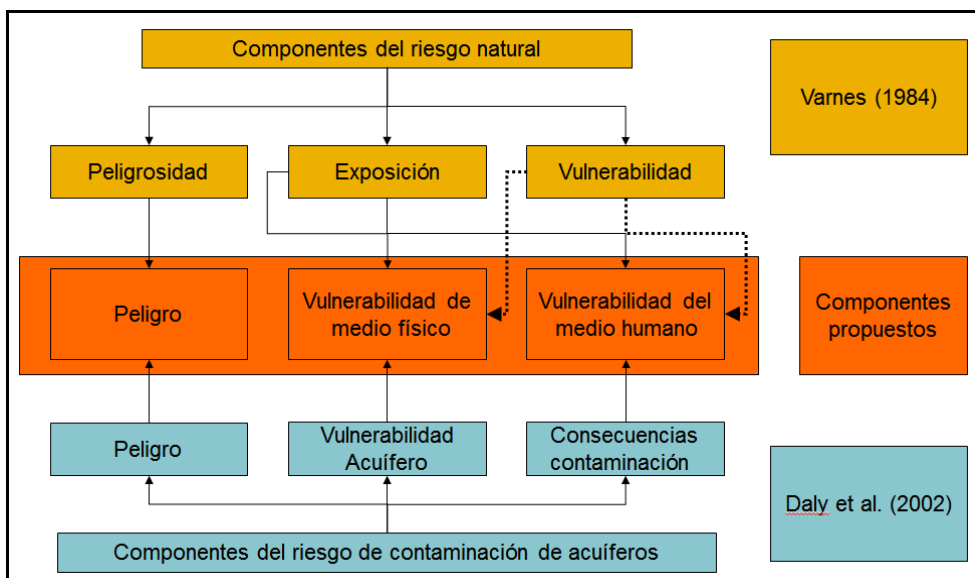 Componentes del riesgo natural
Varnes (1984)
Peligrosidad
Exposición
Vulnerabilidad
Peligro
Vulnerabilidad de
medio físico
Vulnerabilidad del
medio humano
Componentes
propuestos
Peligro
Vulnerabilidad
Acuífero
Consecuencias
contaminación
Daly et al. (2002)
Componentes del riesgo de contaminación de acuíferos